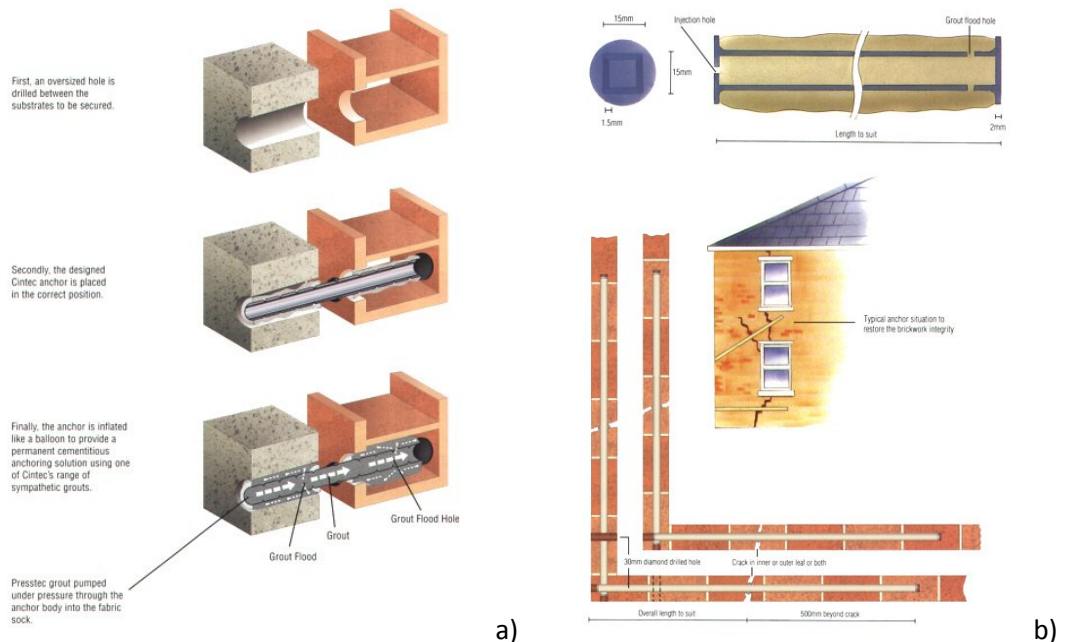 First, an oversized hole is
drilled between the
substrates to be secured.
Secondly, the designed
Cintec anchor is placed
in the correct position.
Finally, the anchor is inflated
like a balloon to provide a
permanent cementitious
anchoring solution using one
of Cintec's range of
sympathetic grouts.
Grout Flood Hole
Grout
Grout Flood
Presstec grout pumped
under pressure through the
anchor body into the fabric
sock.
a)
15mm
Injection hole
Grout flood hole
15mm
1.5mm
2mm
Length to suit
Typical anchor situation to
restore the brickwork integrity
30mm diamond drilled hole
Crack in inner or outer leaf or both
Overall length to suit
500mm beyond crack
b)